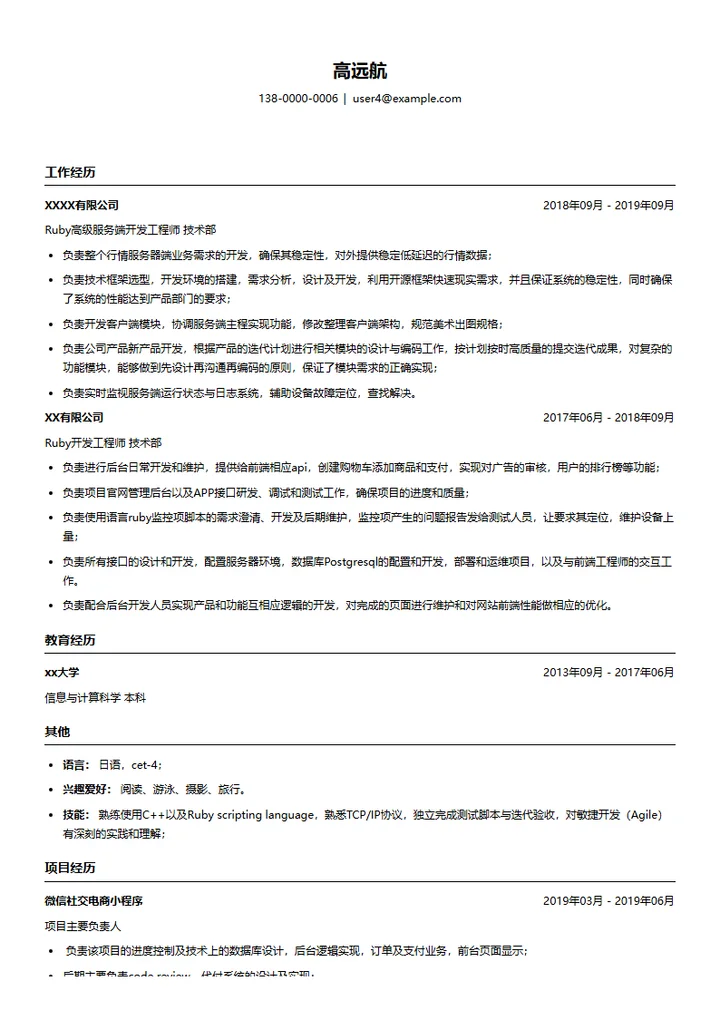 高远航
138-0000-0006 | user4@example.com
工作经历
XXXX有限公司 2018年09月 - 2019年09月
Ruby高级服务端开发工程师 技术部
• 负责整个行情服务器端业务需求的开发，确保其稳定性，对外提供稳定低延迟的行情数据；
• 负责技术框架选型，开发环境的搭建，需求分析，设计及开发，利用开源框架快速现实需求，并且保证系统的稳定性，同时确保
了系统的性能达到产品部门的要求；
• 负责开发客户端模块，协调服务端主程实现功能，修改整理客户端架构，规范美术出图规格；
• 负责公司产品新产品开发，根据产品的迭代计划进行相关模块的设计与编码工作，按计划按时高质量的提交迭代成果，对复杂的
功能模块，能够做到先设计再沟通再编码的原则，保证了模块需求的正确实现；
• 负责实时监视服务端运行状态与日志系统，辅助设备故障定位，查找解决。
XX有限公司 2017年06月 - 2018年09月
Ruby开发工程师 技术部
• 负责进行后台日常开发和维护，提供给前端相应api，创建购物车添加商品和支付，实现对广告的审核，用户的排行榜等功能；
• 负责项目官网管理后台以及APP接口研发、调试和测试工作，确保项目的进度和质量；
• 负责使用语言ruby监控项脚本的需求澄清、开发及后期维护，监控项产生的问题报告发给测试人员，让要求其定位，维护设备上
量；
• 负责所有接口的设计和开发，配置服务器环境，数据库Postgresql的配置和开发，部署和运维项目，以及与前端工程师的交互工
作。
• 负责配合后台开发人员实现产品和功能互相应逻辑的开发，对完成的页面进行维护和对网站前端性能做相应的优化。
教育经历
xx大学 2013年09月 - 2017年06月
信息与计算科学 本科
其他
• 语言： 日语，cet-4；
• 兴趣爱好： 阅读、游泳、摄影、旅行。
• 技能： 熟练使用C++以及Ruby scripting language，熟悉TCP/IP协议，独立完成测试脚本与迭代验收，对敏捷开发（Agile）
有深刻的实践和理解；
项目经历
微信社交电商小程序 2019年03月 - 2019年06月
项目主要负责人
• 负责该项目的进度控制及技术上的数据库设计，后台逻辑实现，订单及支付业务，前台页面显示；
• 后期主要负责code review，代付系统的设计及实现；